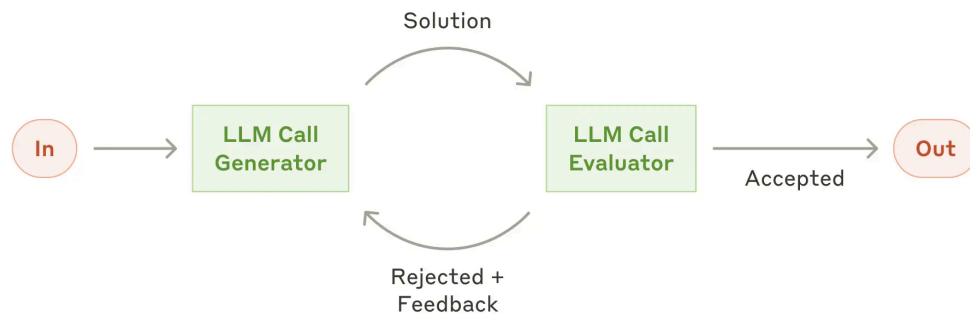 Solution
In
LLM Call
Generator
LLM Call
Evaluator
Out
Accepted
Rejected +
Feedback